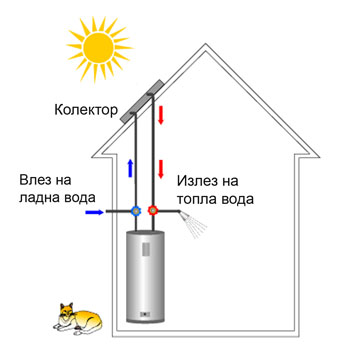 Колектор
Влез на
ладна вода
Излез на
топла вода